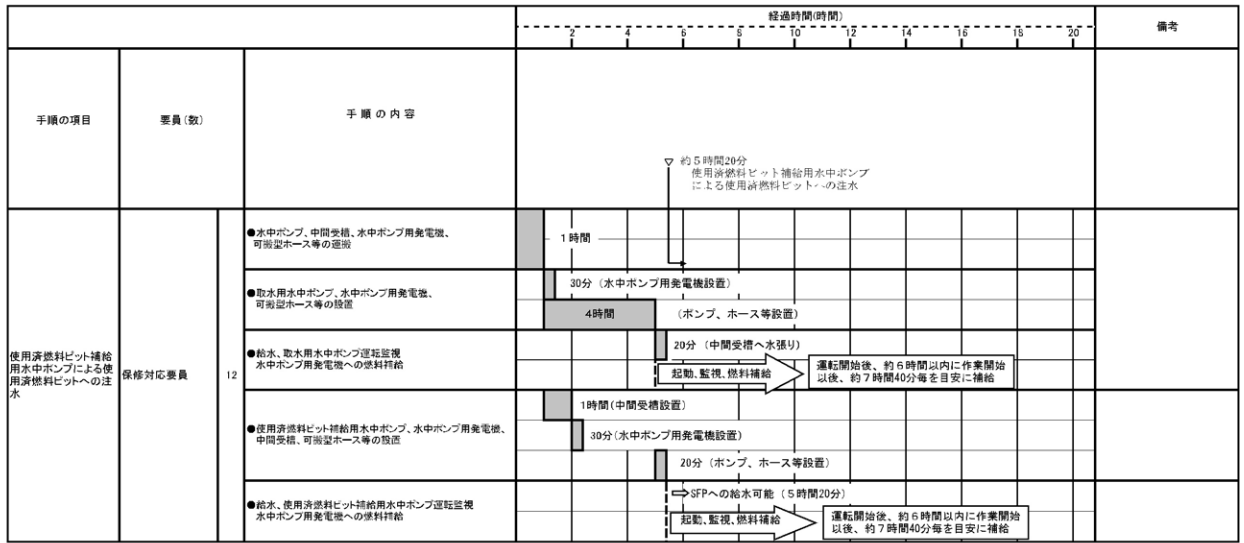 経過時間(時間)
備考
2 4 6 8 10 12 14 16 18 20
手順の項目
要員(数)
手順の内容
▽ 約5時間20分
使用済燃料ピット補給用水中ポンプ
による使用済燃料ピットへの注水
使用済燃料ピット補給
用水中ポンプによる使
用済燃料ピットへの注
水
保修対応要員
12
●水中ポンプ、中間受槽、水中ポンプ用発電機、
可搬型ホース等の運搬
1時間
●取水用水中ポンプ、水中ポンプ用発電機、
可搬型ホース等の設置
30分(水中ポンプ用発電機設置)
4時間
(ポンプ、ホース等設置)
●給水、取水用水中ポンプ運転監視
水中ポンプ用発電機への燃料補給
20分(中間受槽へ水張り)
起動、監視、燃料補給
運転開始後、約6時間以内に作業開始
以後、約7時間40分毎を目安に補給
●使用済燃料ピット補給用水中ポンプ、水中ポンプ用発電機、
中間受槽、可搬型ホース等の設置
1時間(中間受槽設置)
30分(水中ポンプ用発電機設置)
20分(ポンプ、ホース等設置)
●給水、使用済燃料ピット補給用水中ポンプ運転監視
水中ポンプ用発電機への燃料補給
⇨SFPへの給水可能(5時間20分)
起動、監視、燃料補給
運転開始後、約6時間以内に作業開始
以後、約7時間40分毎を目安に補給